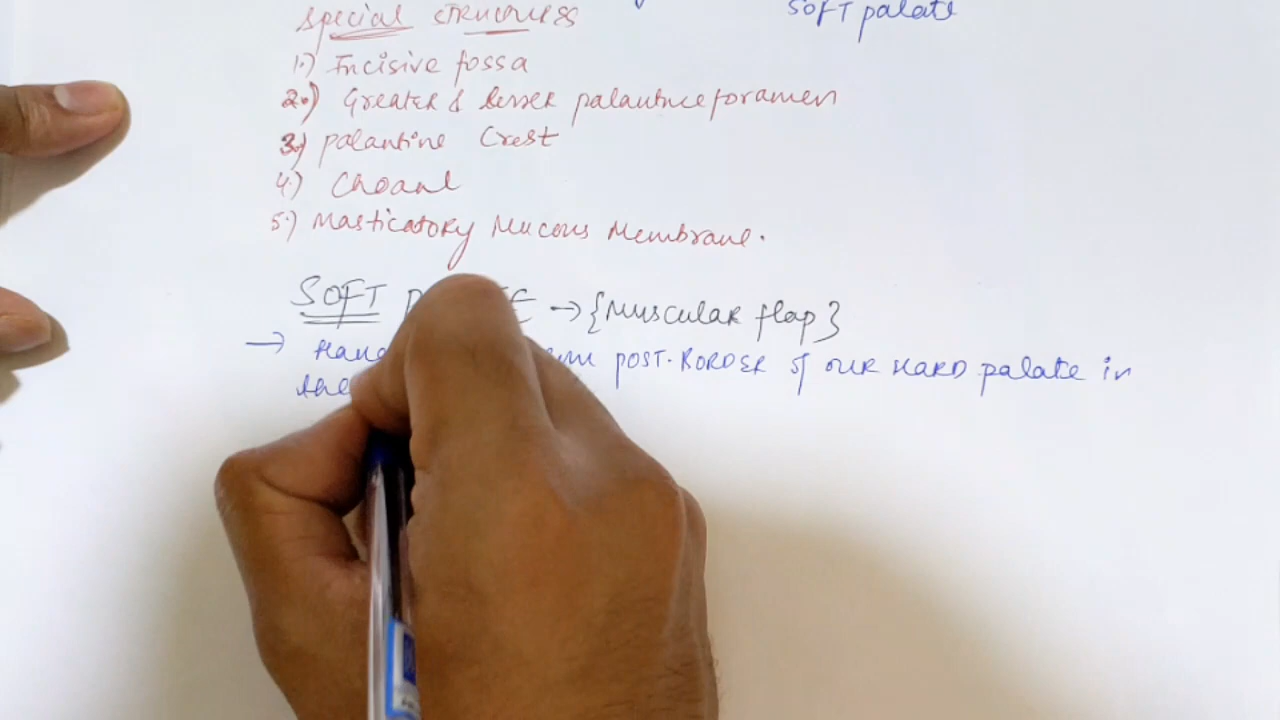 SOFT palate
special structures
1.) Incisive fossa
2.) Greater & lesser palantine foramen
3.) palantine Crest
4.) Choanl
5.) Masticatory Mucous Membrane.
SOFT → {Muscular flap}
→ POST. BORDER of our HARD palate in
the